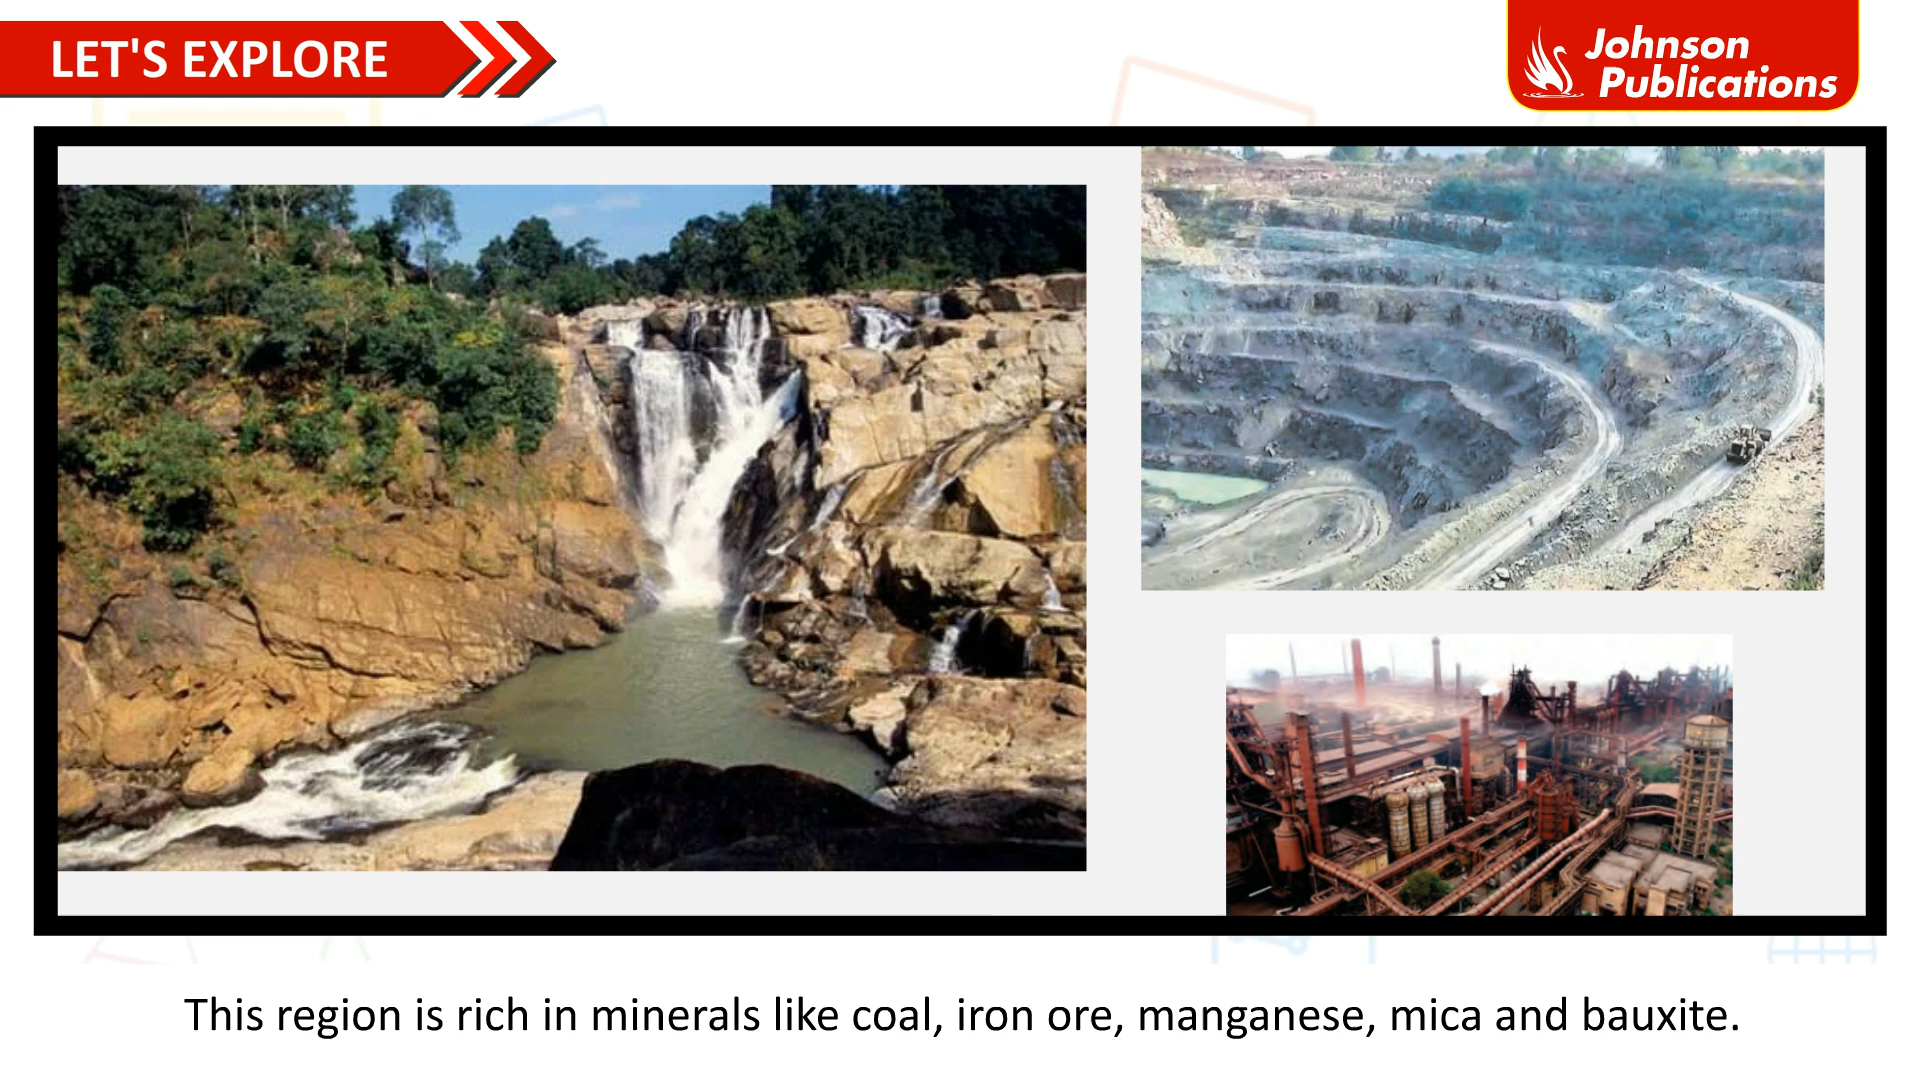 LET'S EXPLORE
Johnson
Publications
This region is rich in minerals like coal, iron ore, manganese, mica and bauxite.